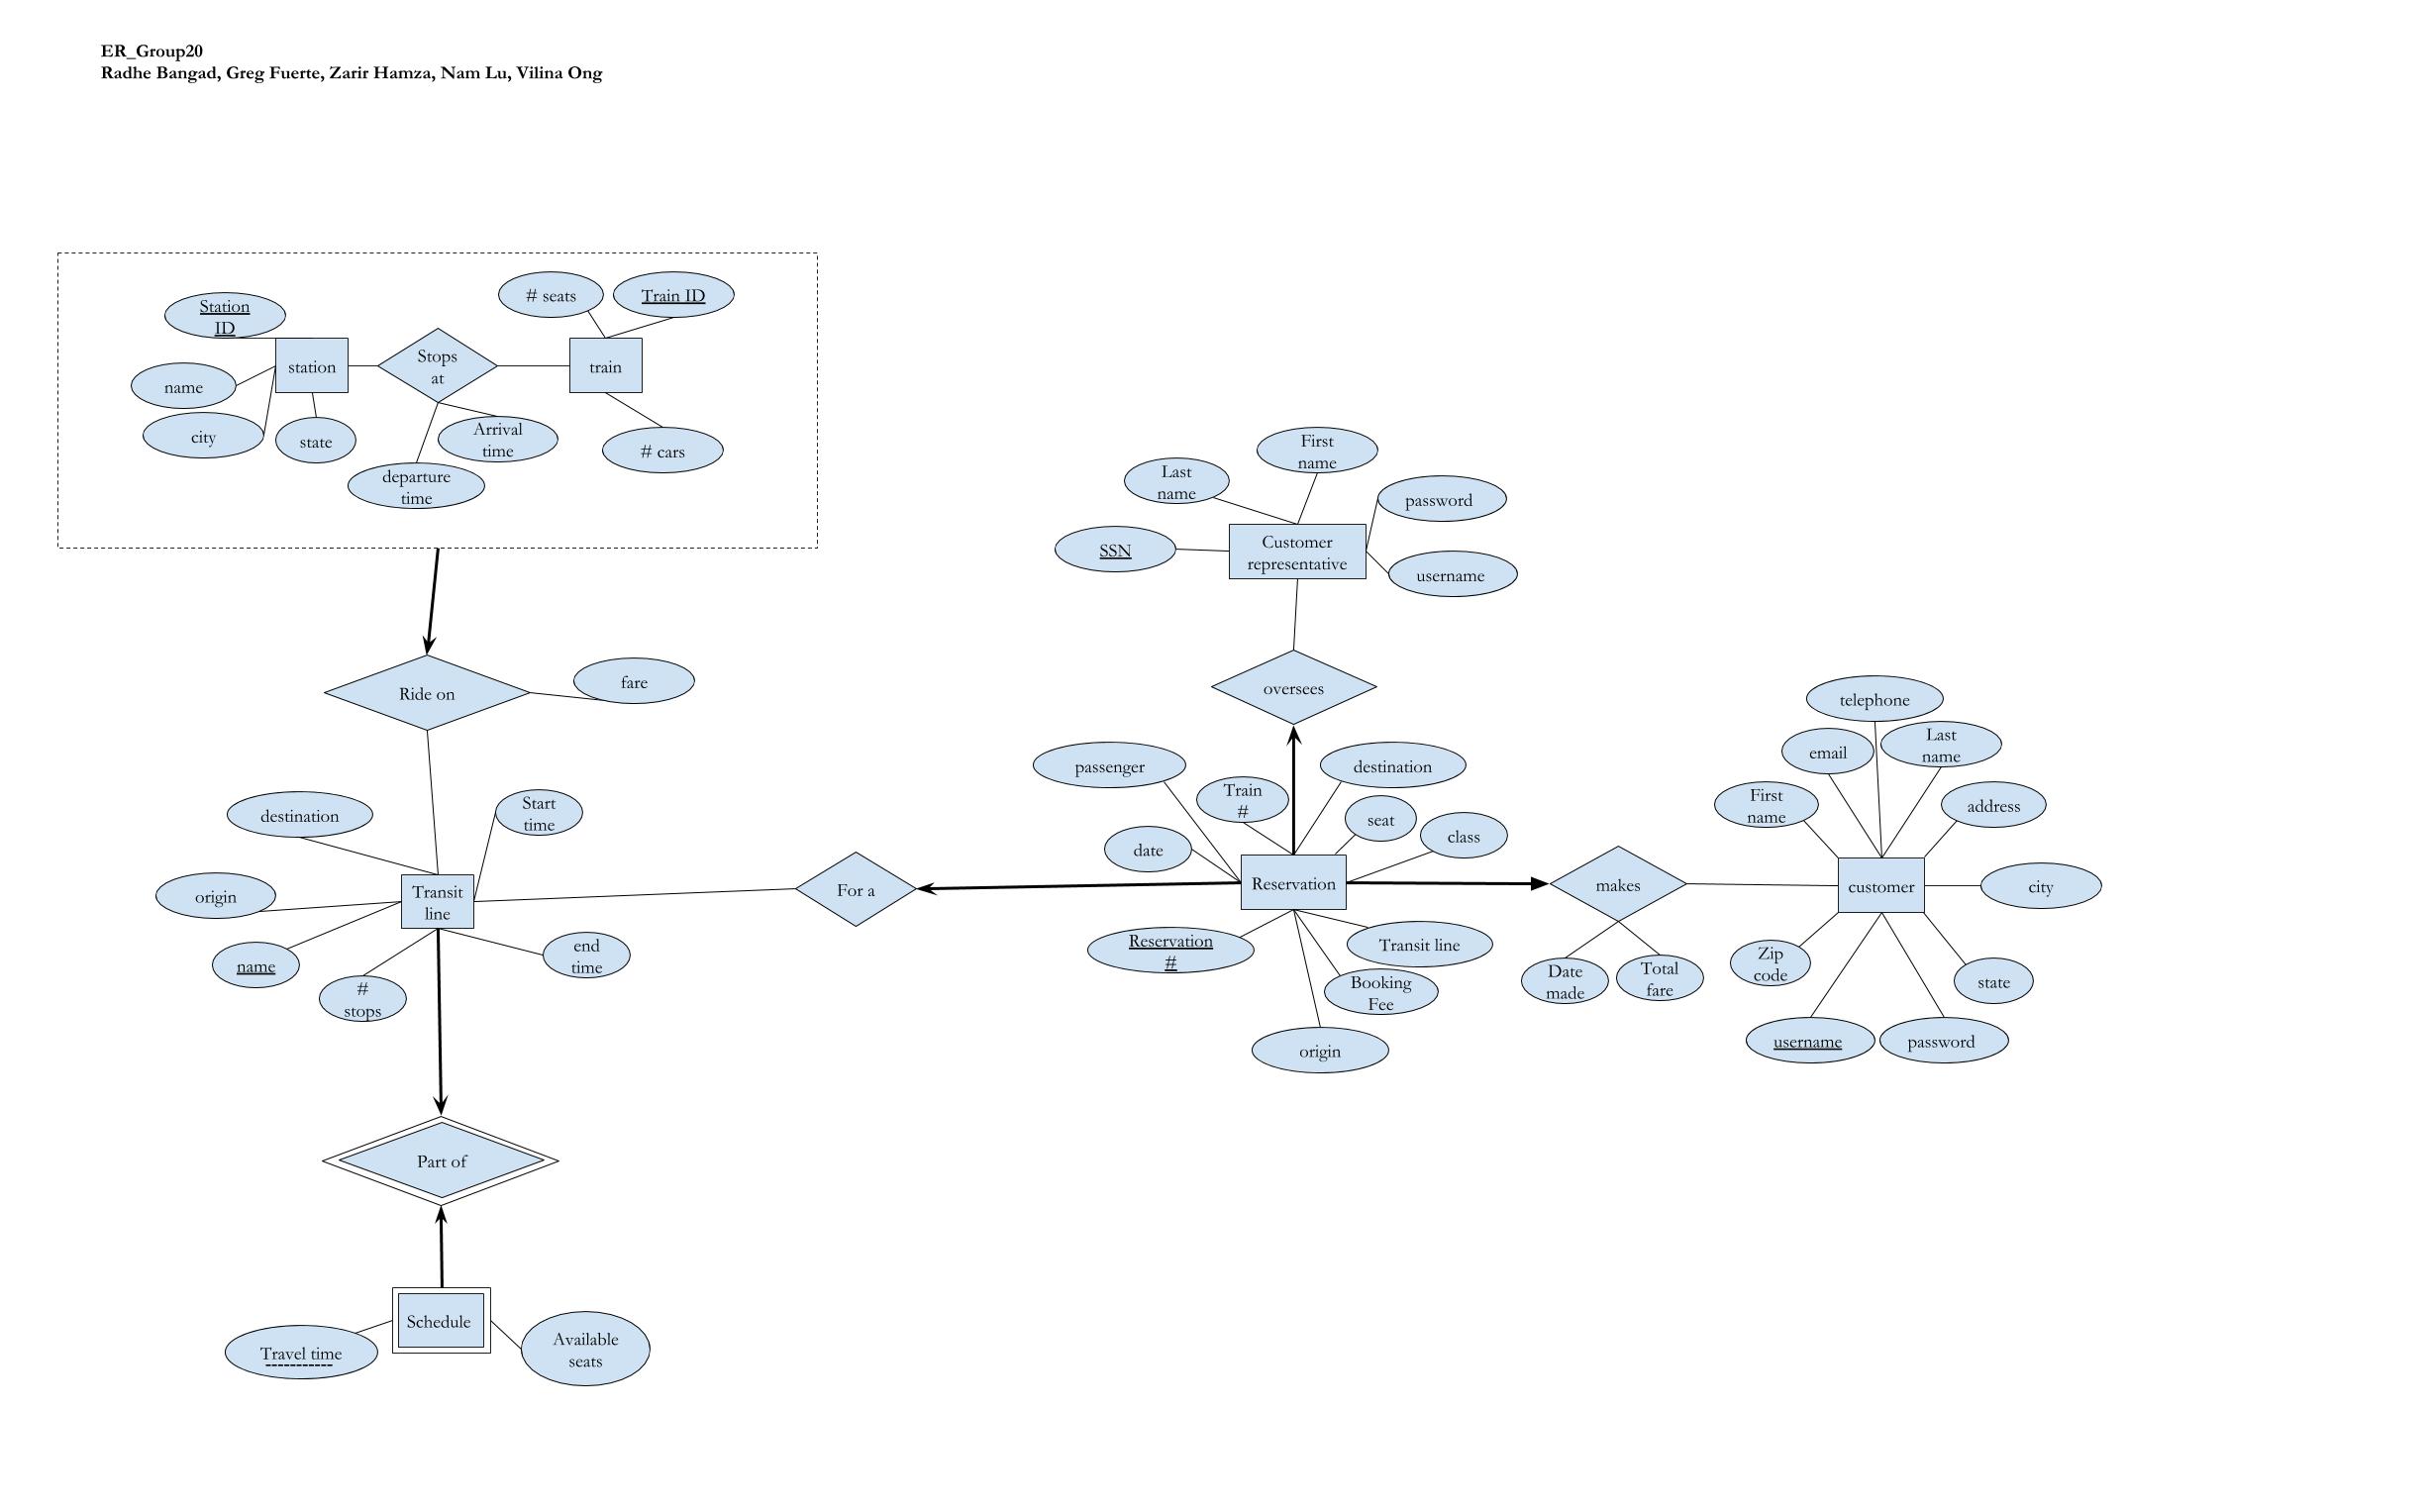 ER_Group20
Radhe Bangad, Greg Fuerte, Zarir Hamza, Nam Lu, Vilina Ong
Station
ID
name
city
state
station
Stops
at
departure
time
Arrival
time
# seats
Train ID
train
# cars
Ride on
fare
destination
Start
time
origin
Transit
line
name
#
stops
end
time
For a
Part of
Schedule
Travel time
Available
seats
First
name
Last
name
password
SSN
Customer
representative
username
oversees
passenger
Train
#
destination
seat
class
date
Reservation
Reservation
#
Transit line
Booking
Fee
origin
makes
Date
made
Total
fare
telephone
email
Last
name
First
name
address
customer
city
Zip
code
state
username
password